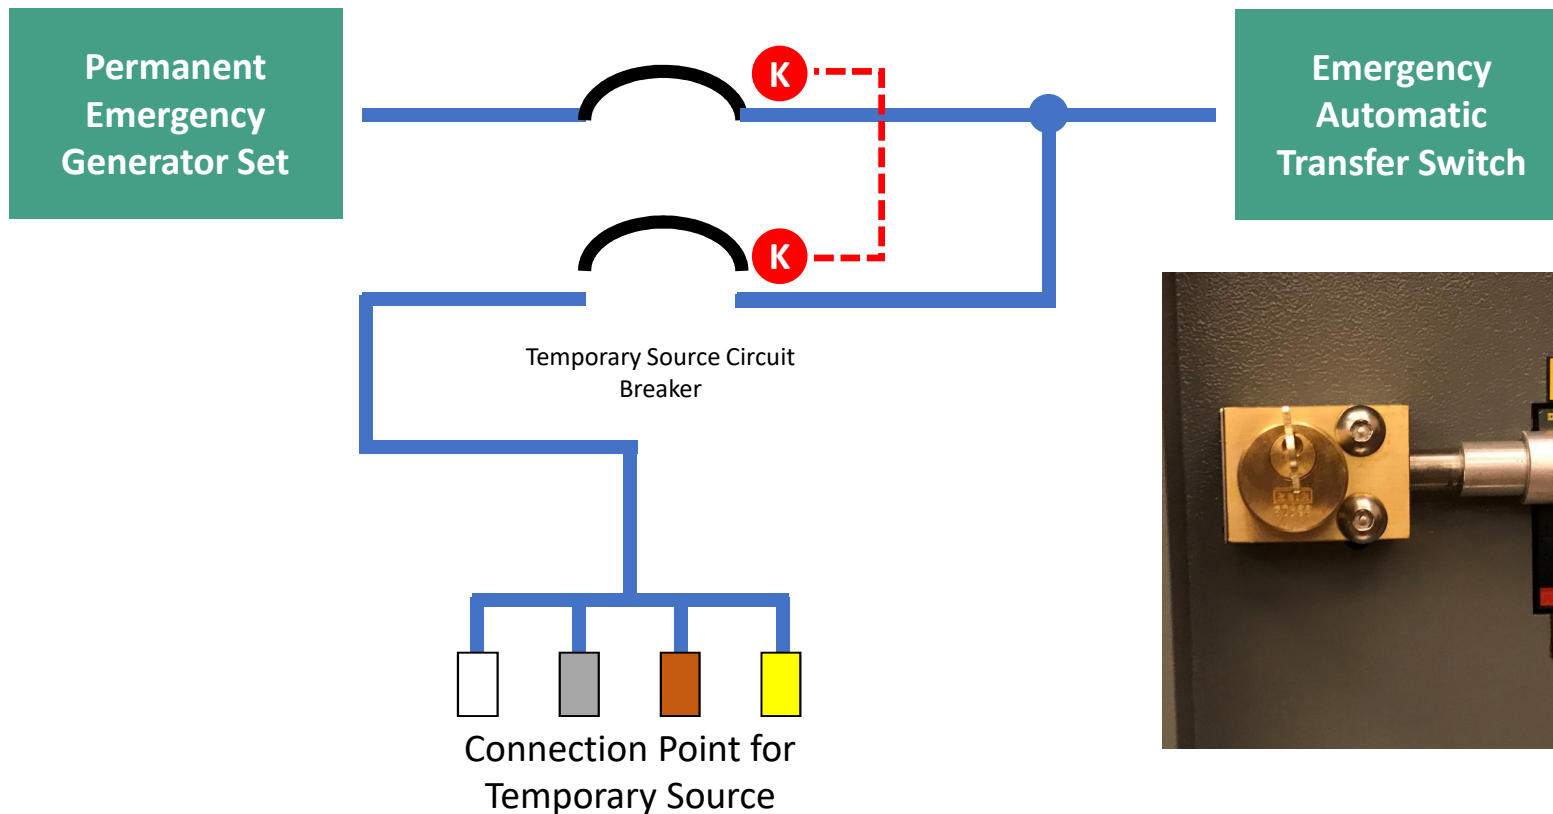 Permanent
Emergency
Generator Set
K
Emergency
Automatic
Transfer Switch
K
Temporary Source Circuit
Breaker
Connection Point for
Temporary Source